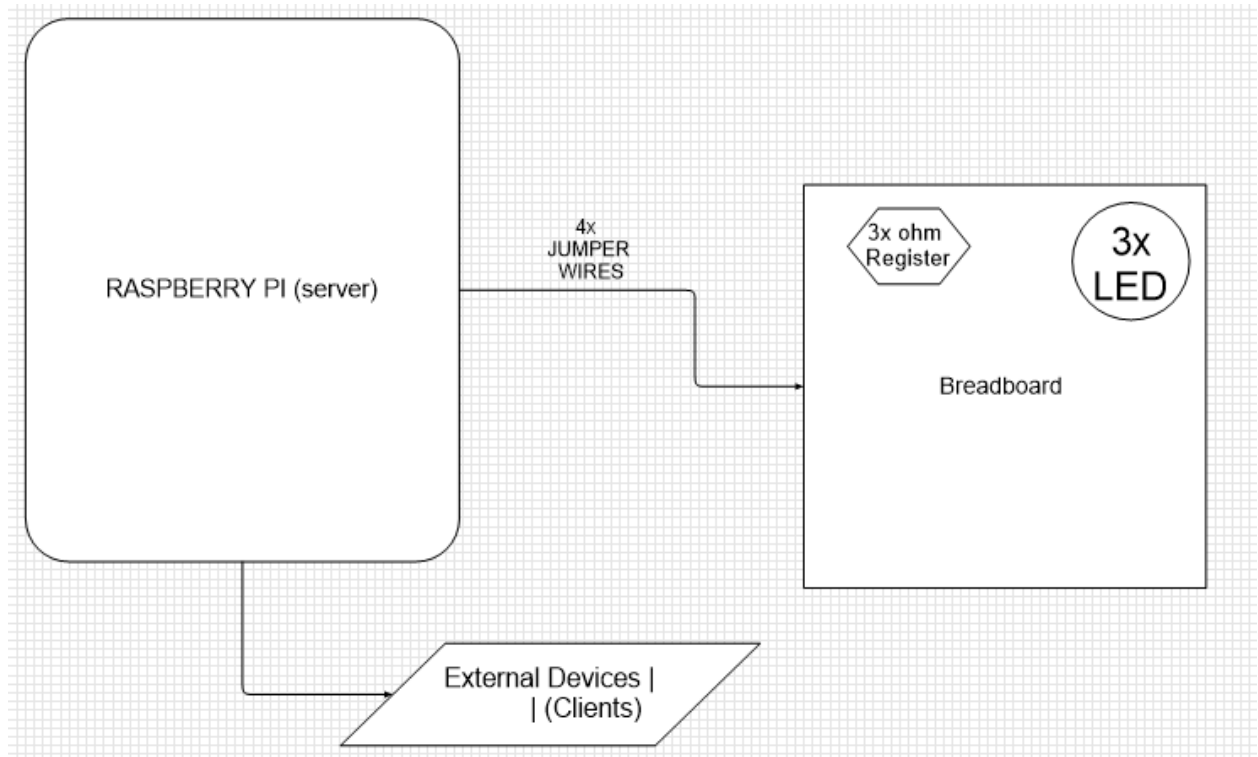 4x
JUMPER
WIRES
3x ohm
Register
3x
LED
RASPBERRY PI (server)
Breadboard
External Devices |
| (Clients)